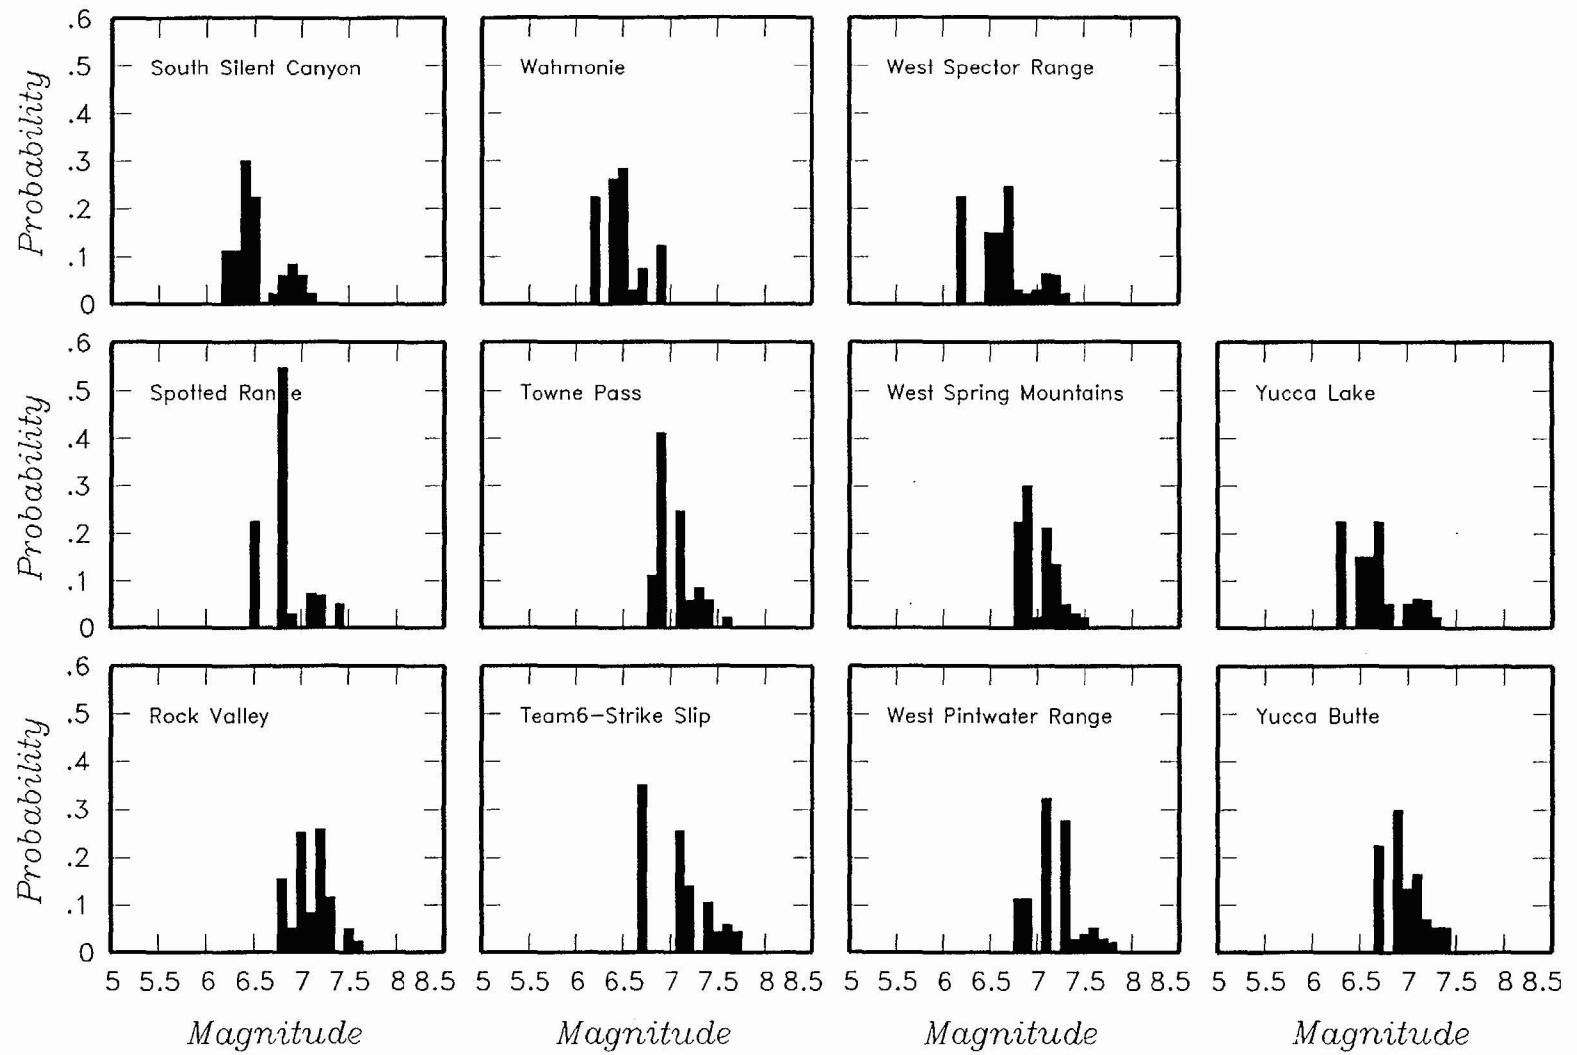 Probability
.6
.5
.4
.3
.2
.1
0
South Silent Canyon
Wahmonie
West Spector Range
Probability
.6
.5
.4
.3
.2
.1
0
Spotted Ran e
Towne Pass
West Spring Mountains
Yucca Lake
Probability
.6
.5
.4
.3
.2
.1
0
Rock Valley
Team6-Strike Slip
West Pintwater Range
Yucca Butte
5 5.5 6 6.5 7 7.5 8 8.5
5 5.5 6 6.5 7 7.5 8 8.5
5 5.5 6 6.5 7 7.5 8 8.5
5 5.5 6 6.5 7 7.5 8 8.5
Magnitude
Magnitude
Magnitude
Magnitude